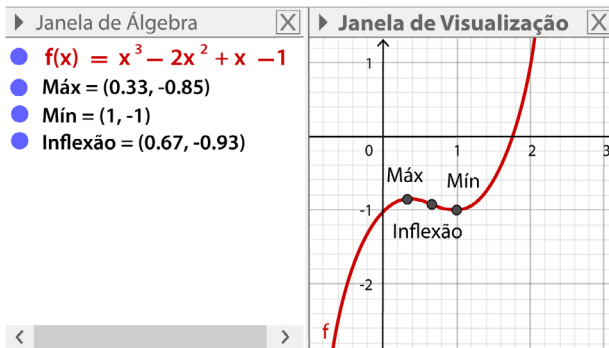 Janela de Álgebra
f(x) = x³ − 2x² + x −1
Máx = (0.33, -0.85)
Mín = (1, -1)
Inflexão = (0.67, -0.93)
Janela de Visualização
1
0
1
2
3
Máx
Mín
-1
Inflexão
-2
f